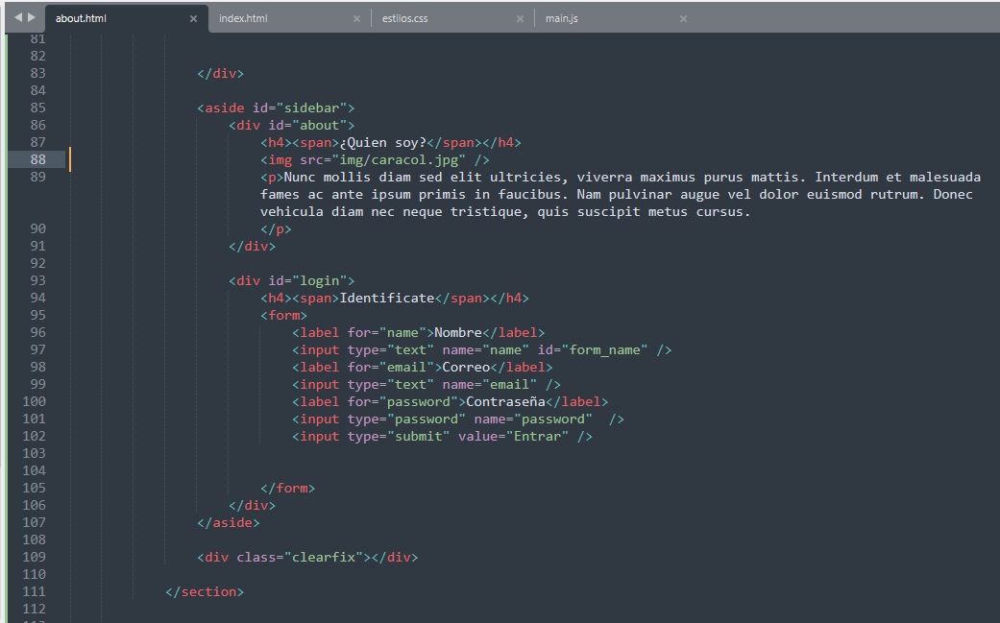 about.html × index.html × estilos.css × main.js ×
81
82
83 </div>
84
85 <aside id="sidebar">
86 <div id="about">
87 <h4><span>¿Quien soy?</span></h4>
88 <img src="img/caracol.jpg" />
89 <p>Nunc mollis diam sed elit ultricies, viverra maximus purus mattis. Interdum et malesuada
fames ac ante ipsum primis in faucibus. Nam pulvinar augue vel dolor euismod rutrum. Donec
vehicula diam nec neque tristique, quis suscipit metus cursus.
90 </p>
91 </div>
92
93 <div id="login">
94 <h4><span>Identificate</span></h4>
95 <form>
96 <label for="name">Nombre</label>
97 <input type="text" name="name" id="form_name" />
98 <label for="email">Correo</label>
99 <input type="text" name="email" />
100 <label for="password">Contraseña</label>
101 <input type="password" name="password"  />
102 <input type="submit" value="Entrar" />
103
104
105 </form>
106 </div>
107 </aside>
108
109 <div class="clearfix"></div>
110
111 </section>
112